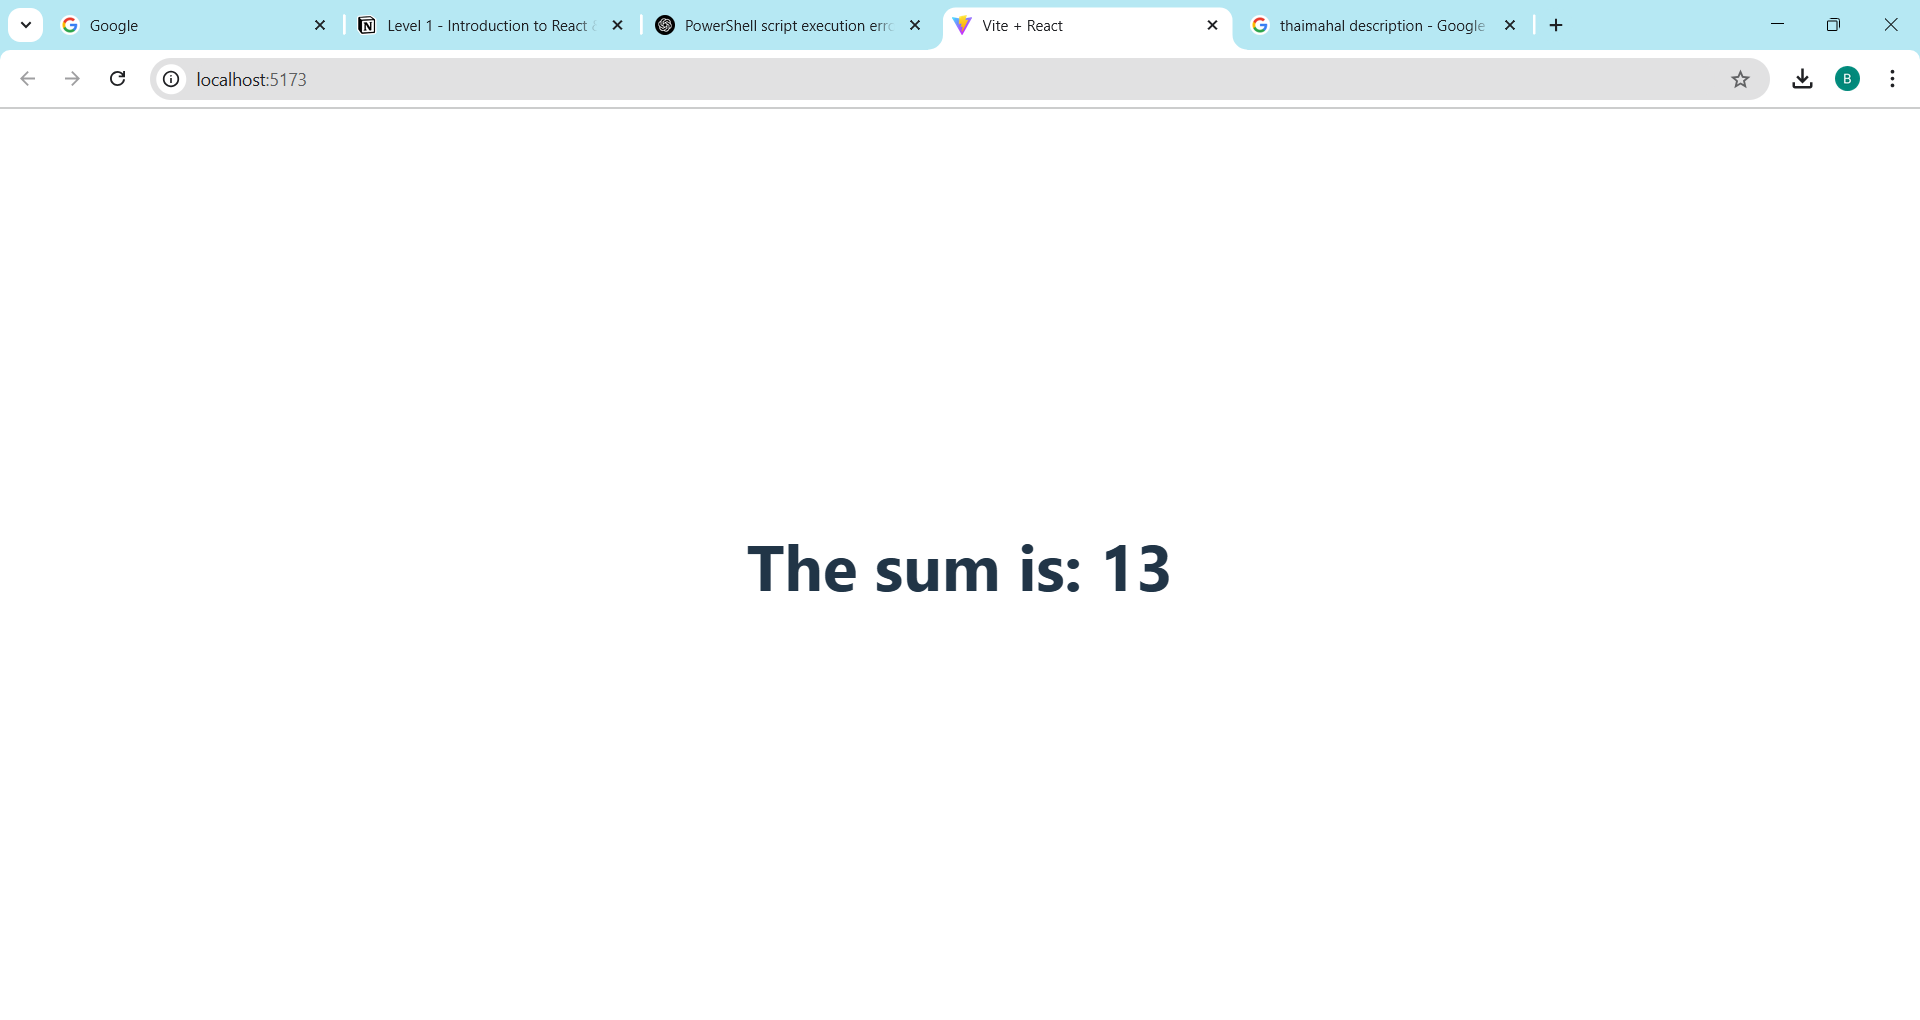 Google
Level 1 - Introduction to React
PowerShell script execution
Vite + React
thaimahal description - Google
localhost:5173
B
The sum is: 13